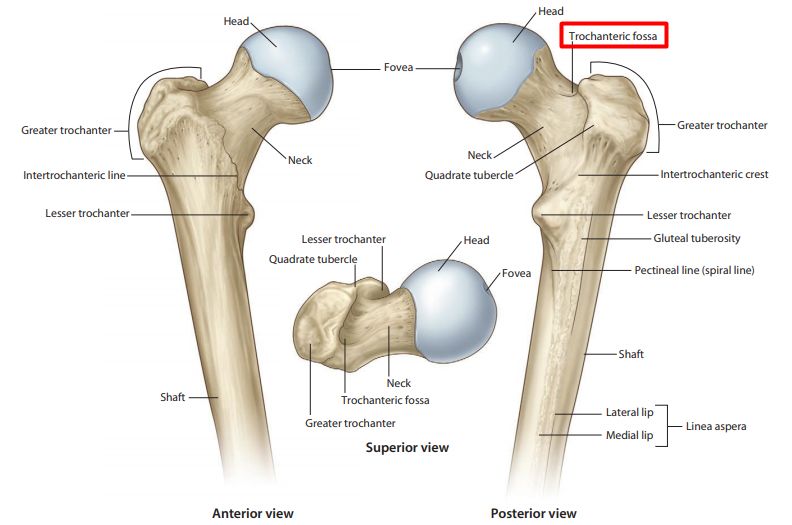 Head
Fovea
Greater trochanter
Neck
Intertrochanteric line
Lesser trochanter
Shaft
Anterior view
Lesser trochanter
Quadrate tubercle
Head
Fovea
Neck
Trochanteric fossa
Greater trochanter
Superior view
Head
Trochanteric fossa
Greater trochanter
Neck
Quadrate tubercle
Intertrochanteric crest
Lesser trochanter
Gluteal tuberosity
Pectineal line (spiral line)
Shaft
Lateral lip
Medial lip
Linea aspera
Posterior view